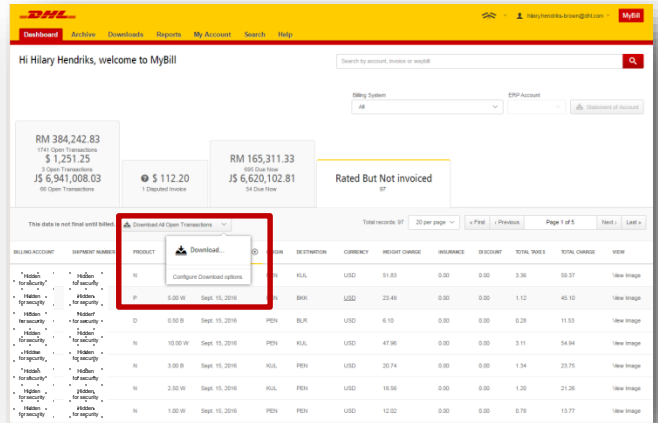 DHL
hilary.hendriks-brown@dhl.com
MyBill
Dashboard Archive Downloads Reports My Account Search Help
Hi Hilary Hendriks, welcome to MyBill
Search by account, invoice or waybill
Billing System
ERP Account
All
Statement of Account
RM 384,242.83
1741 Open Transactions
$ 1,251.25
3 Open Transactions
J$ 6,941,008.03
66 Open Transactions
$ 112.20
1 Disputed Invoice
RM 165,311.33
695 Due Now
J$ 6,620,102.81
54 Due Now
Rated But Not invoiced
97
This data is not final until billed.
Download All Open Transactions
Total records: 97
20 per page
« First
‹ Previous
Page 1 of 5
Next ›
Last »
Download...
Configure Download options
BILLING ACCOUNT SHIPMENT NUMBER PRODUCT DESTINATION CURRENCY WEIGHT CHARGE INSURANCE DISCOUNT TOTAL TAXES TOTAL CHARGE VIEW
"Hidden for security" "Hidden for security" N KUL USD 51.83 0.00 0.00 3.36 59.37 View Image
"Hidden for security" "Hidden for security" P 5.00 W Sept. 15, 2016 BKK USD 23.48 0.00 0.00 1.12 45.10 View Image
"Hidden for security" "Hidden for security" D 0.50 B Sept. 15, 2016 PEN BLR USD 6.10 0.00 0.00 0.28 11.53 View Image
"Hidden for security" "Hidden for security" N 10.00 W Sept. 15, 2016 PEN KUL USD 47.96 0.00 0.00 3.11 54.94 View Image
"Hidden for security" "Hidden for security" N 3.00 B Sept. 15, 2016 KUL PEN USD 20.74 0.00 0.00 1.34 23.75 View Image
"Hidden for security" "Hidden for security" N 2.50 W Sept. 15, 2016 KUL PEN USD 18.56 0.00 0.00 1.20 21.26 View Image
"Hidden for security" "Hidden for security" N 1.00 W Sept. 15, 2016 PEN PEN USD 12.02 0.00 0.00 0.78 13.77 View Image